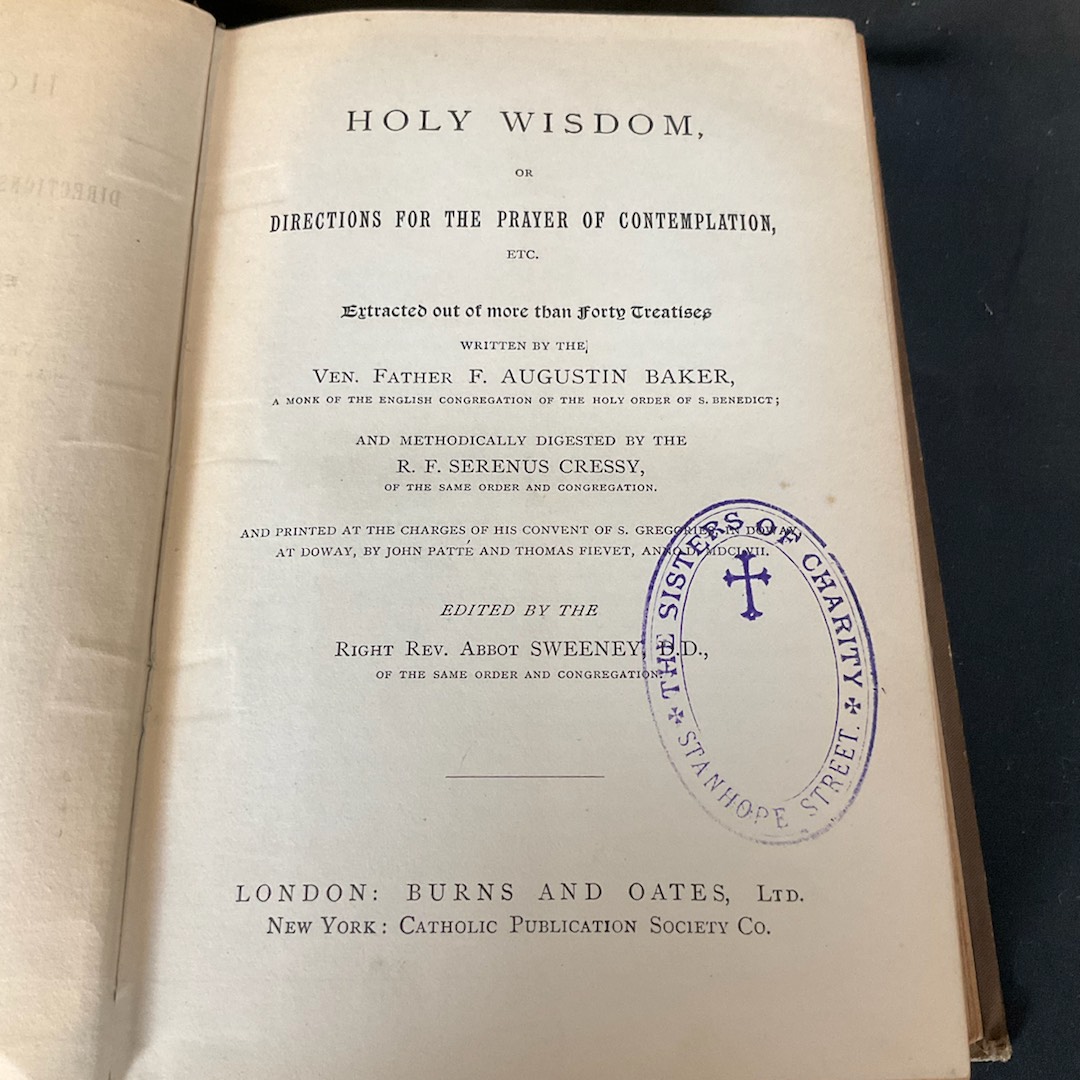 HOLY WISDOM,
OR
DIRECTIONS FOR THE PRAYER OF CONTEMPLATION,
ETC.
Extracted out of more than Forty Treatises
WRITTEN BY THE
VEN. FATHER F. AUGUSTIN BAKER,
A MONK OF THE ENGLISH CONGREGATION OF THE HOLY ORDER OF S. BENEDICT;
AND METHODICALLY DIGESTED BY THE
R. F. SERENUS CRESSY,
OF THE SAME ORDER AND CONGREGATION.
AND PRINTED AT THE CHARGES OF HIS CONVENT OF S. GREGORIES IN DOWAY,
AT DOWAY, BY JOHN PATTÉ AND THOMAS FIEVET, ANNO D. MDCLVII.
EDITED BY THE
RIGHT REV. ABBOT SWEENEY, D.D.,
OF THE SAME ORDER AND CONGREGATION.
THE SISTERS OF CHARITY
STANHOPE STREET.
LONDON: BURNS AND OATES, LTD.
NEW YORK: CATHOLIC PUBLICATION SOCIETY CO.